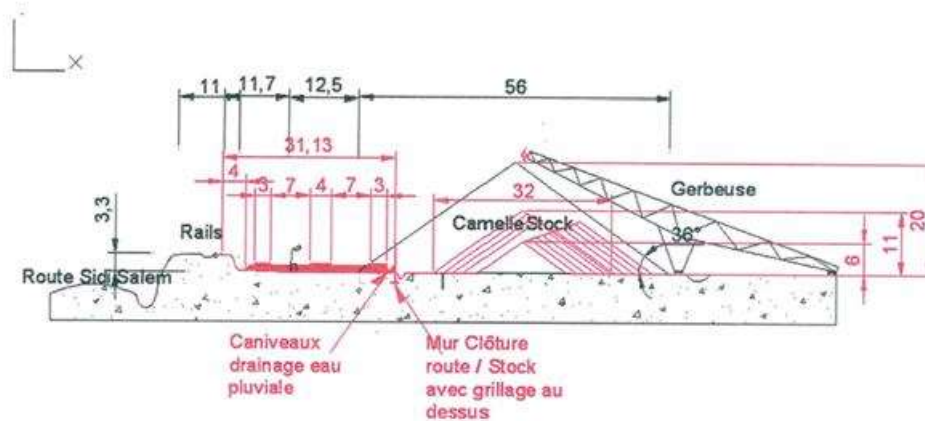 X
11 11,7 12,5 56
31,13
4
3 7 4 7 3
32
Gerbeuse
3,3
Rails
Camelle Stock
36°
6
11
20
Route Sidi Salem
Caniveaux
drainage eau
pluviale
Mur Clôture
route / Stock
avec grillage au
dessus